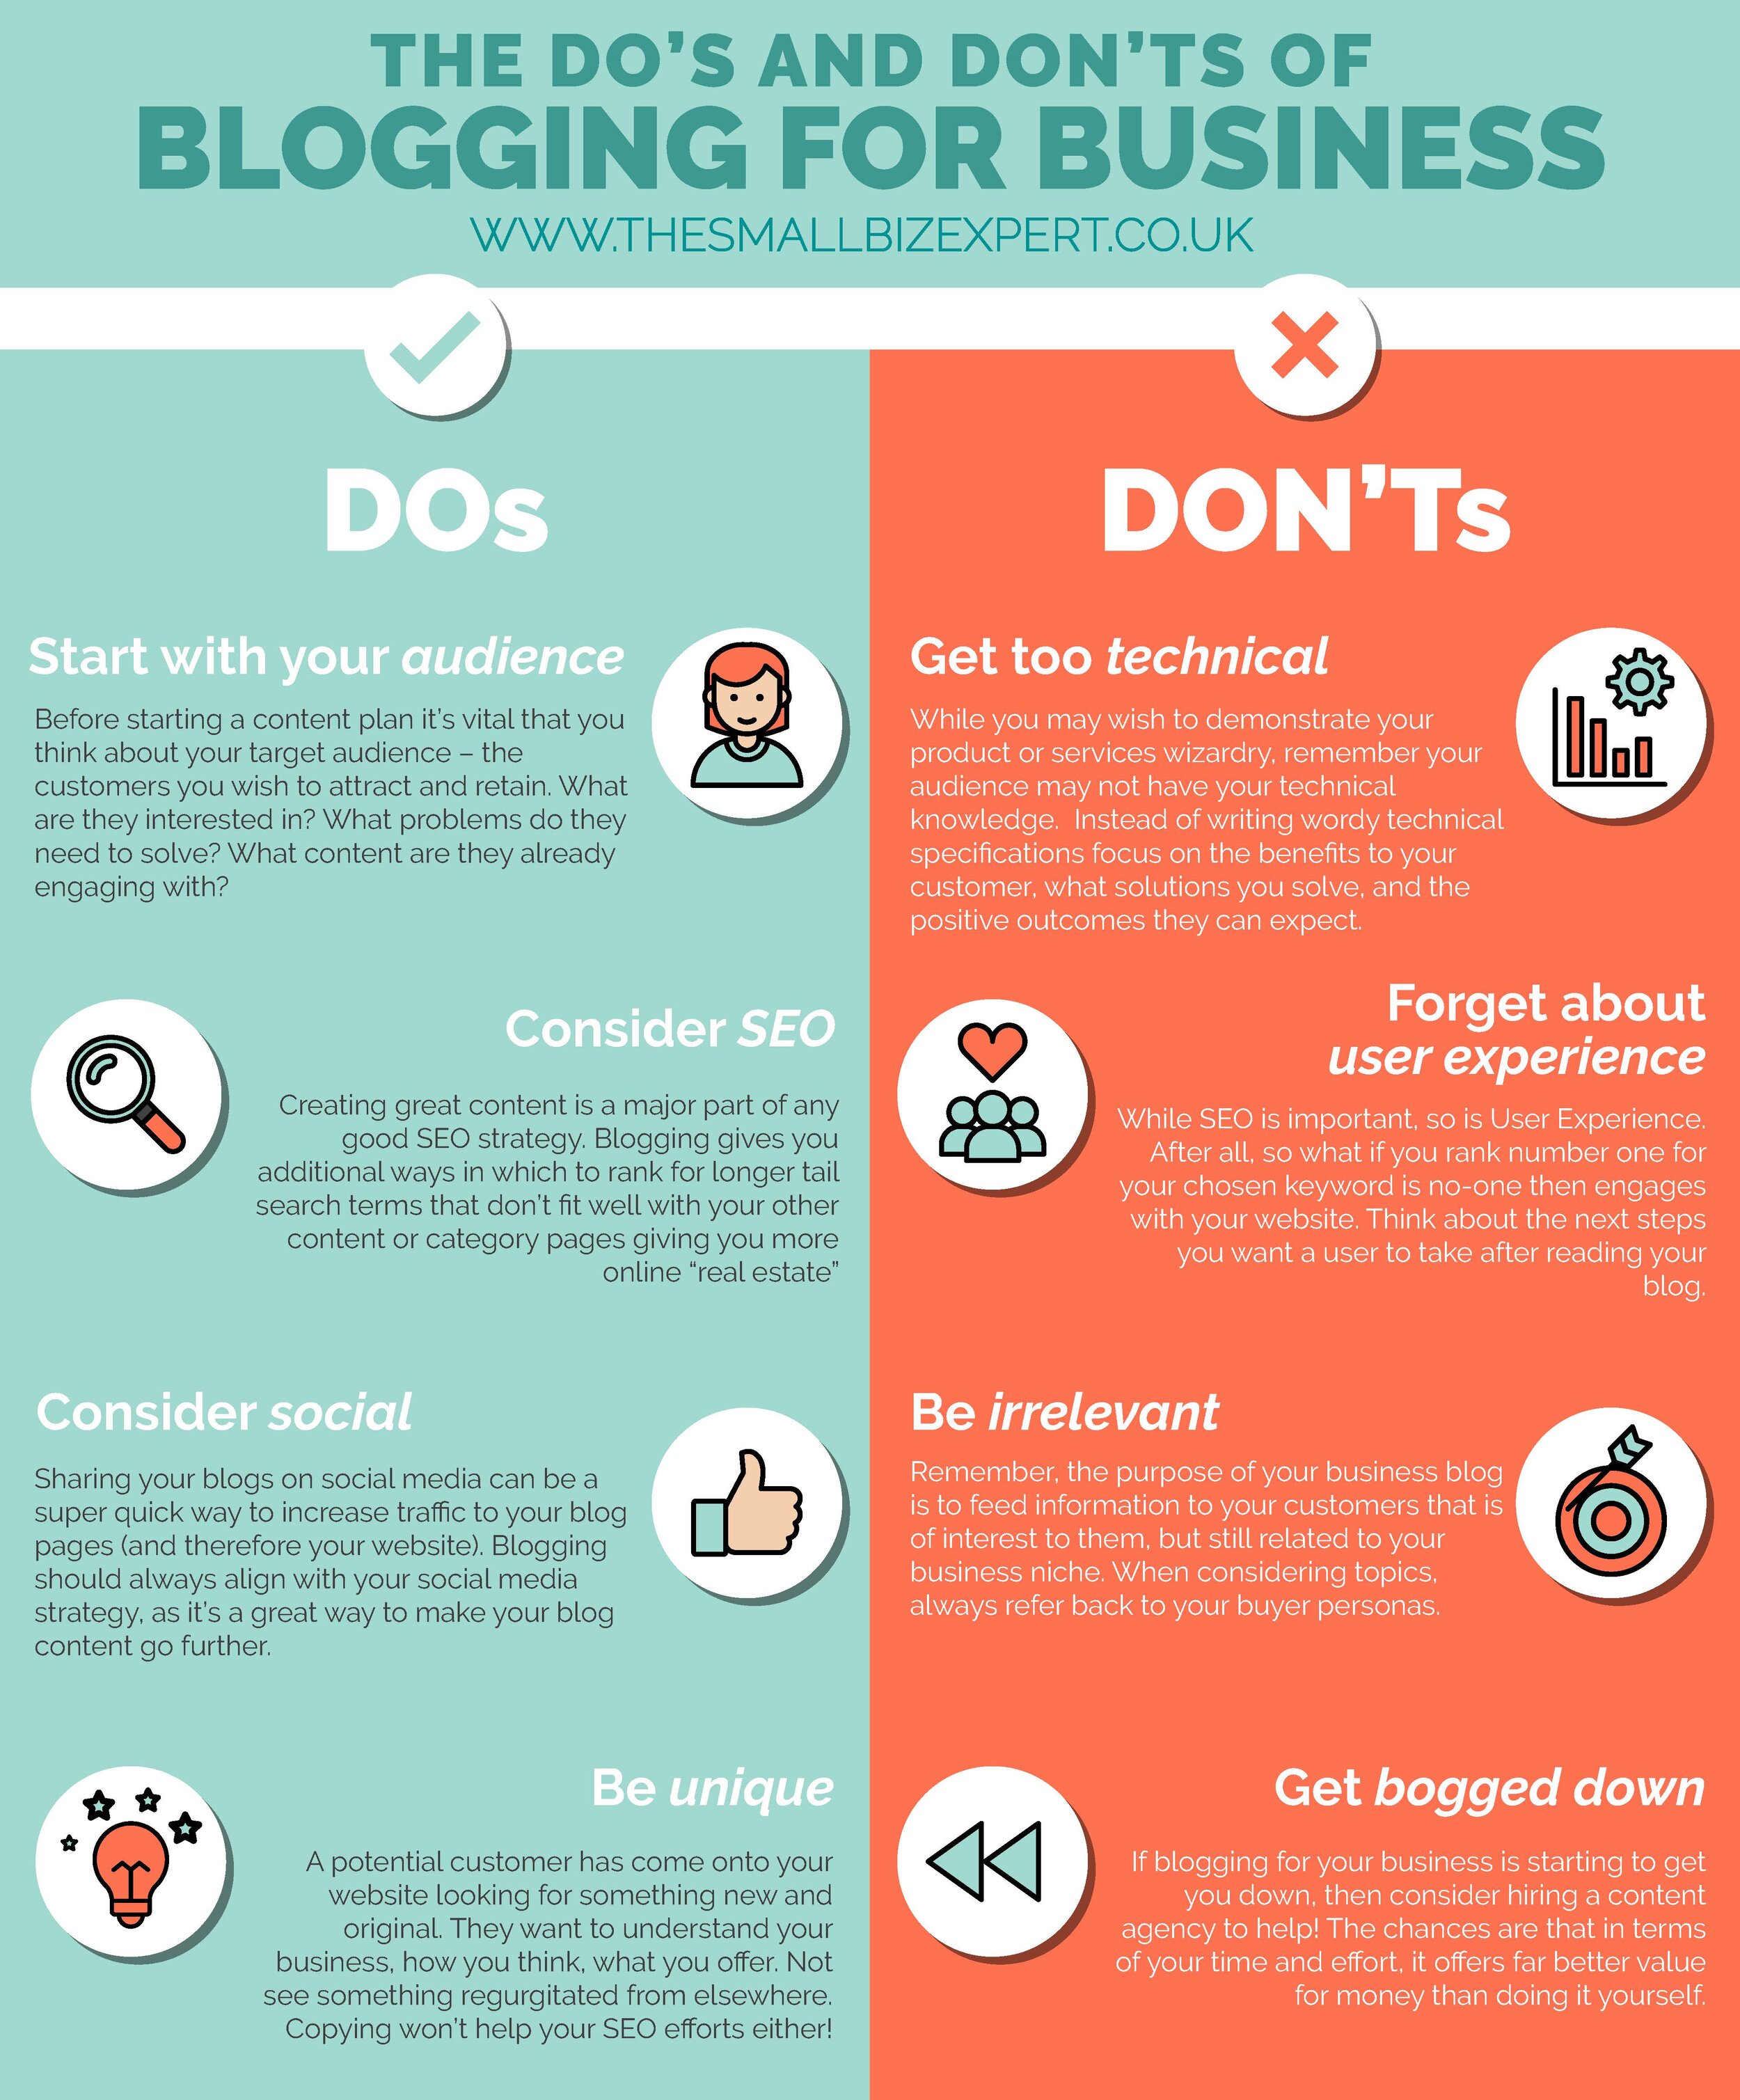 THE DO’S AND DON’TS OF
BLOGGING FOR BUSINESS
WWW.THESMALLBIZEXPERT.CO.UK
DOs
Start with your audience
Before starting a content plan it’s vital that you
think about your target audience – the
customers you wish to attract and retain. What
are they interested in? What problems do they
need to solve? What content are they already
engaging with?
Consider SEO
Creating great content is a major part of any
good SEO strategy. Blogging gives you
additional ways in which to rank for longer tail
search terms that don’t fit well with your other
content or category pages giving you more
online “real estate”
Consider social
Sharing your blogs on social media can be a
super quick way to increase traffic to your blog
pages (and therefore your website). Blogging
should always align with your social media
strategy, as it’s a great way to make your blog
content go further.
Be unique
A potential customer has come onto your
website looking for something new and
original. They want to understand your
business, how you think, what you offer. Not
see something regurgitated from elsewhere.
Copying won’t help your SEO efforts either!
DON’Ts
Get too technical
While you may wish to demonstrate your
product or services wizardry, remember your
audience may not have your technical
knowledge.  Instead of writing wordy technical
specifications focus on the benefits to your
customer, what solutions you solve, and the
positive outcomes they can expect.
Forget about
user experience
While SEO is important, so is User Experience.
After all, so what if you rank number one for
your chosen keyword is no-one then engages
with your website. Think about the next steps
you want a user to take after reading your
blog.
Be irrelevant
Remember, the purpose of your business blog
is to feed information to your customers that is
of interest to them, but still related to your
business niche. When considering topics,
always refer back to your buyer personas.
Get bogged down
If blogging for your business is starting to get
you down, then consider hiring a content
agency to help! The chances are that in terms
of your time and effort, it offers far better value
for money than doing it yourself.